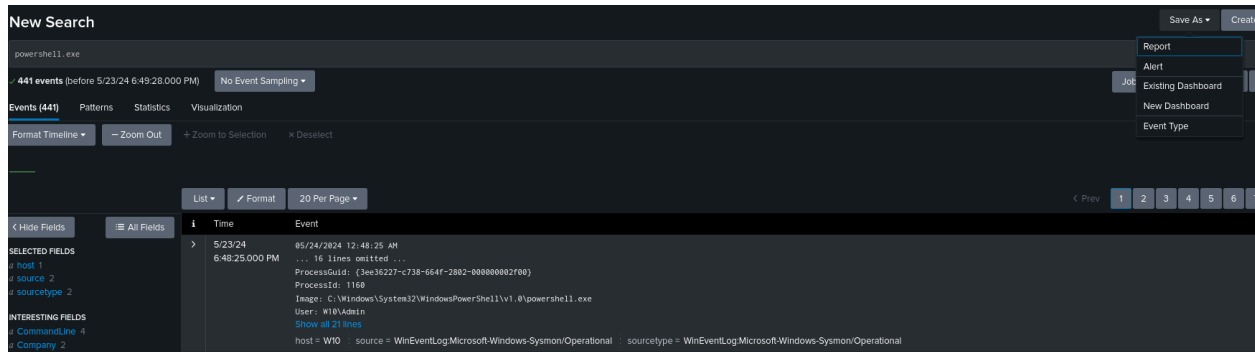 New Search
Save As ▾
Create
powershell.exe
Report
✓ 441 events (before 5/23/24 6:49:28.000 PM)
No Event Sampling ▾
Alert
Existing Dashboard
Events (441)
Patterns
Statistics
Visualization
New Dashboard
Event Type
Format Timeline ▾
— Zoom Out
+ Zoom to Selection
× Deselect
List ▾
Format
20 Per Page ▾
< Prev
1
2
3
4
5
6
< Hide Fields
All Fields
i
Time
Event
SELECTED FIELDS
a host 1
a source 2
a sourcetype 2
INTERESTING FIELDS
a CommandLine 4
a Company 2
>
5/23/24
6:48:25.000 PM
05/24/2024 12:48:25 AM
... 16 lines omitted ...
ProcessGuid: {3ee36227-c738-664f-2802-000000002f00}
ProcessId: 1160
Image: C:\Windows\System32\WindowsPowerShell\v1.0\powershell.exe
User: W10\Admin
Show all 21 lines
host = W10
source = WinEventLog:Microsoft-Windows-Sysmon/Operational
sourcetype = WinEventLog:Microsoft-Windows-Sysmon/Operational